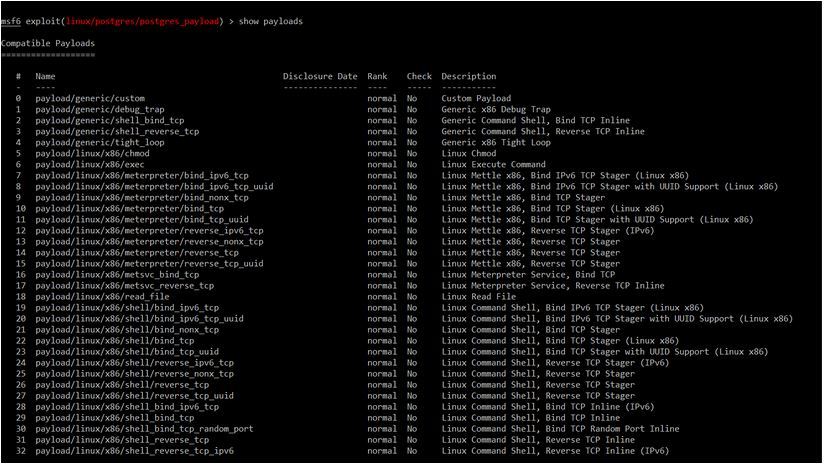 msf6 exploit(linux/postgres/postgres_payload) > show payloads
Compatible Payloads
===================
# Name Disclosure Date Rank Check Description
- ---- --------------- ---- ----- -----------
0 payload/generic/custom normal No Custom Payload
1 payload/generic/debug_trap normal No Generic x86 Debug Trap
2 payload/generic/shell_bind_tcp normal No Generic Command Shell, Bind TCP Inline
3 payload/generic/shell_reverse_tcp normal No Generic Command Shell, Reverse TCP Inline
4 payload/generic/tight_loop normal No Generic x86 Tight Loop
5 payload/linux/x86/chmod normal No Linux Chmod
6 payload/linux/x86/exec normal No Linux Execute Command
7 payload/linux/x86/meterpreter/bind_ipv6_tcp normal No Linux Mettle x86, Bind IPv6 TCP Stager (Linux x86)
8 payload/linux/x86/meterpreter/bind_ipv6_tcp_uuid normal No Linux Mettle x86, Bind IPv6 TCP Stager with UUID Support (Linux x86)
9 payload/linux/x86/meterpreter/bind_nonx_tcp normal No Linux Mettle x86, Bind TCP Stager
10 payload/linux/x86/meterpreter/bind_tcp normal No Linux Mettle x86, Bind TCP Stager (Linux x86)
11 payload/linux/x86/meterpreter/bind_tcp_uuid normal No Linux Mettle x86, Bind TCP Stager with UUID Support (Linux x86)
12 payload/linux/x86/meterpreter/reverse_ipv6_tcp normal No Linux Mettle x86, Reverse TCP Stager (IPv6)
13 payload/linux/x86/meterpreter/reverse_nonx_tcp normal No Linux Mettle x86, Reverse TCP Stager
14 payload/linux/x86/meterpreter/reverse_tcp normal No Linux Mettle x86, Reverse TCP Stager
15 payload/linux/x86/meterpreter/reverse_tcp_uuid normal No Linux Mettle x86, Reverse TCP Stager
16 payload/linux/x86/metsvc_bind_tcp normal No Linux Meterpreter Service, Bind TCP
17 payload/linux/x86/metsvc_reverse_tcp normal No Linux Meterpreter Service, Reverse TCP Inline
18 payload/linux/x86/read_file normal No Linux Read File
19 payload/linux/x86/shell/bind_ipv6_tcp normal No Linux Command Shell, Bind IPv6 TCP Stager (Linux x86)
20 payload/linux/x86/shell/bind_ipv6_tcp_uuid normal No Linux Command Shell, Bind IPv6 TCP Stager with UUID Support (Linux x86)
21 payload/linux/x86/shell/bind_nonx_tcp normal No Linux Command Shell, Bind TCP Stager
22 payload/linux/x86/shell/bind_tcp normal No Linux Command Shell, Bind TCP Stager (Linux x86)
23 payload/linux/x86/shell/bind_tcp_uuid normal No Linux Command Shell, Bind TCP Stager with UUID Support (Linux x86)
24 payload/linux/x86/shell/reverse_ipv6_tcp normal No Linux Command Shell, Reverse TCP Stager (IPv6)
25 payload/linux/x86/shell/reverse_nonx_tcp normal No Linux Command Shell, Reverse TCP Stager
26 payload/linux/x86/shell/reverse_tcp normal No Linux Command Shell, Reverse TCP Stager
27 payload/linux/x86/shell/reverse_tcp_uuid normal No Linux Command Shell, Reverse TCP Stager
28 payload/linux/x86/shell_bind_ipv6_tcp normal No Linux Command Shell, Bind TCP Inline (IPv6)
29 payload/linux/x86/shell_bind_tcp normal No Linux Command Shell, Bind TCP Inline
30 payload/linux/x86/shell_bind_tcp_random_port normal No Linux Command Shell, Bind TCP Random Port Inline
31 payload/linux/x86/shell_reverse_tcp normal No Linux Command Shell, Reverse TCP Inline
32 payload/linux/x86/shell_reverse_tcp_ipv6 normal No Linux Command Shell, Reverse TCP Inline (IPv6)